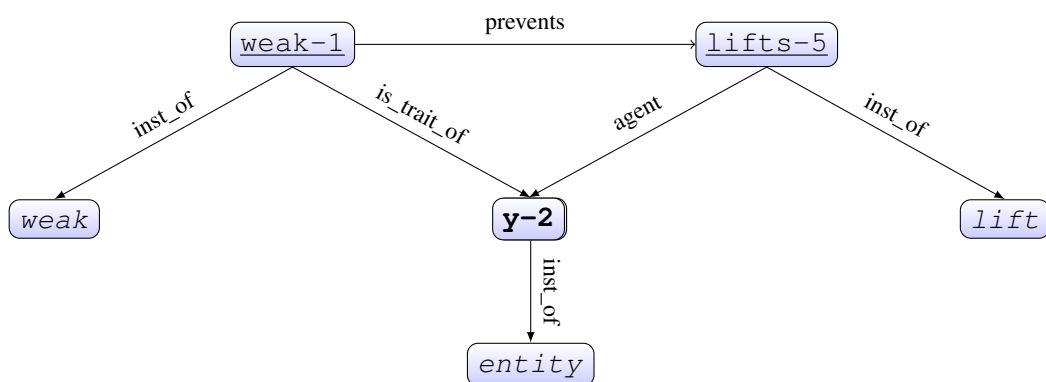 prevents
weak-1
lifts-5
inst_of
is_trait_of
agent
inst_of
weak
y-2
lift
inst_of
entity